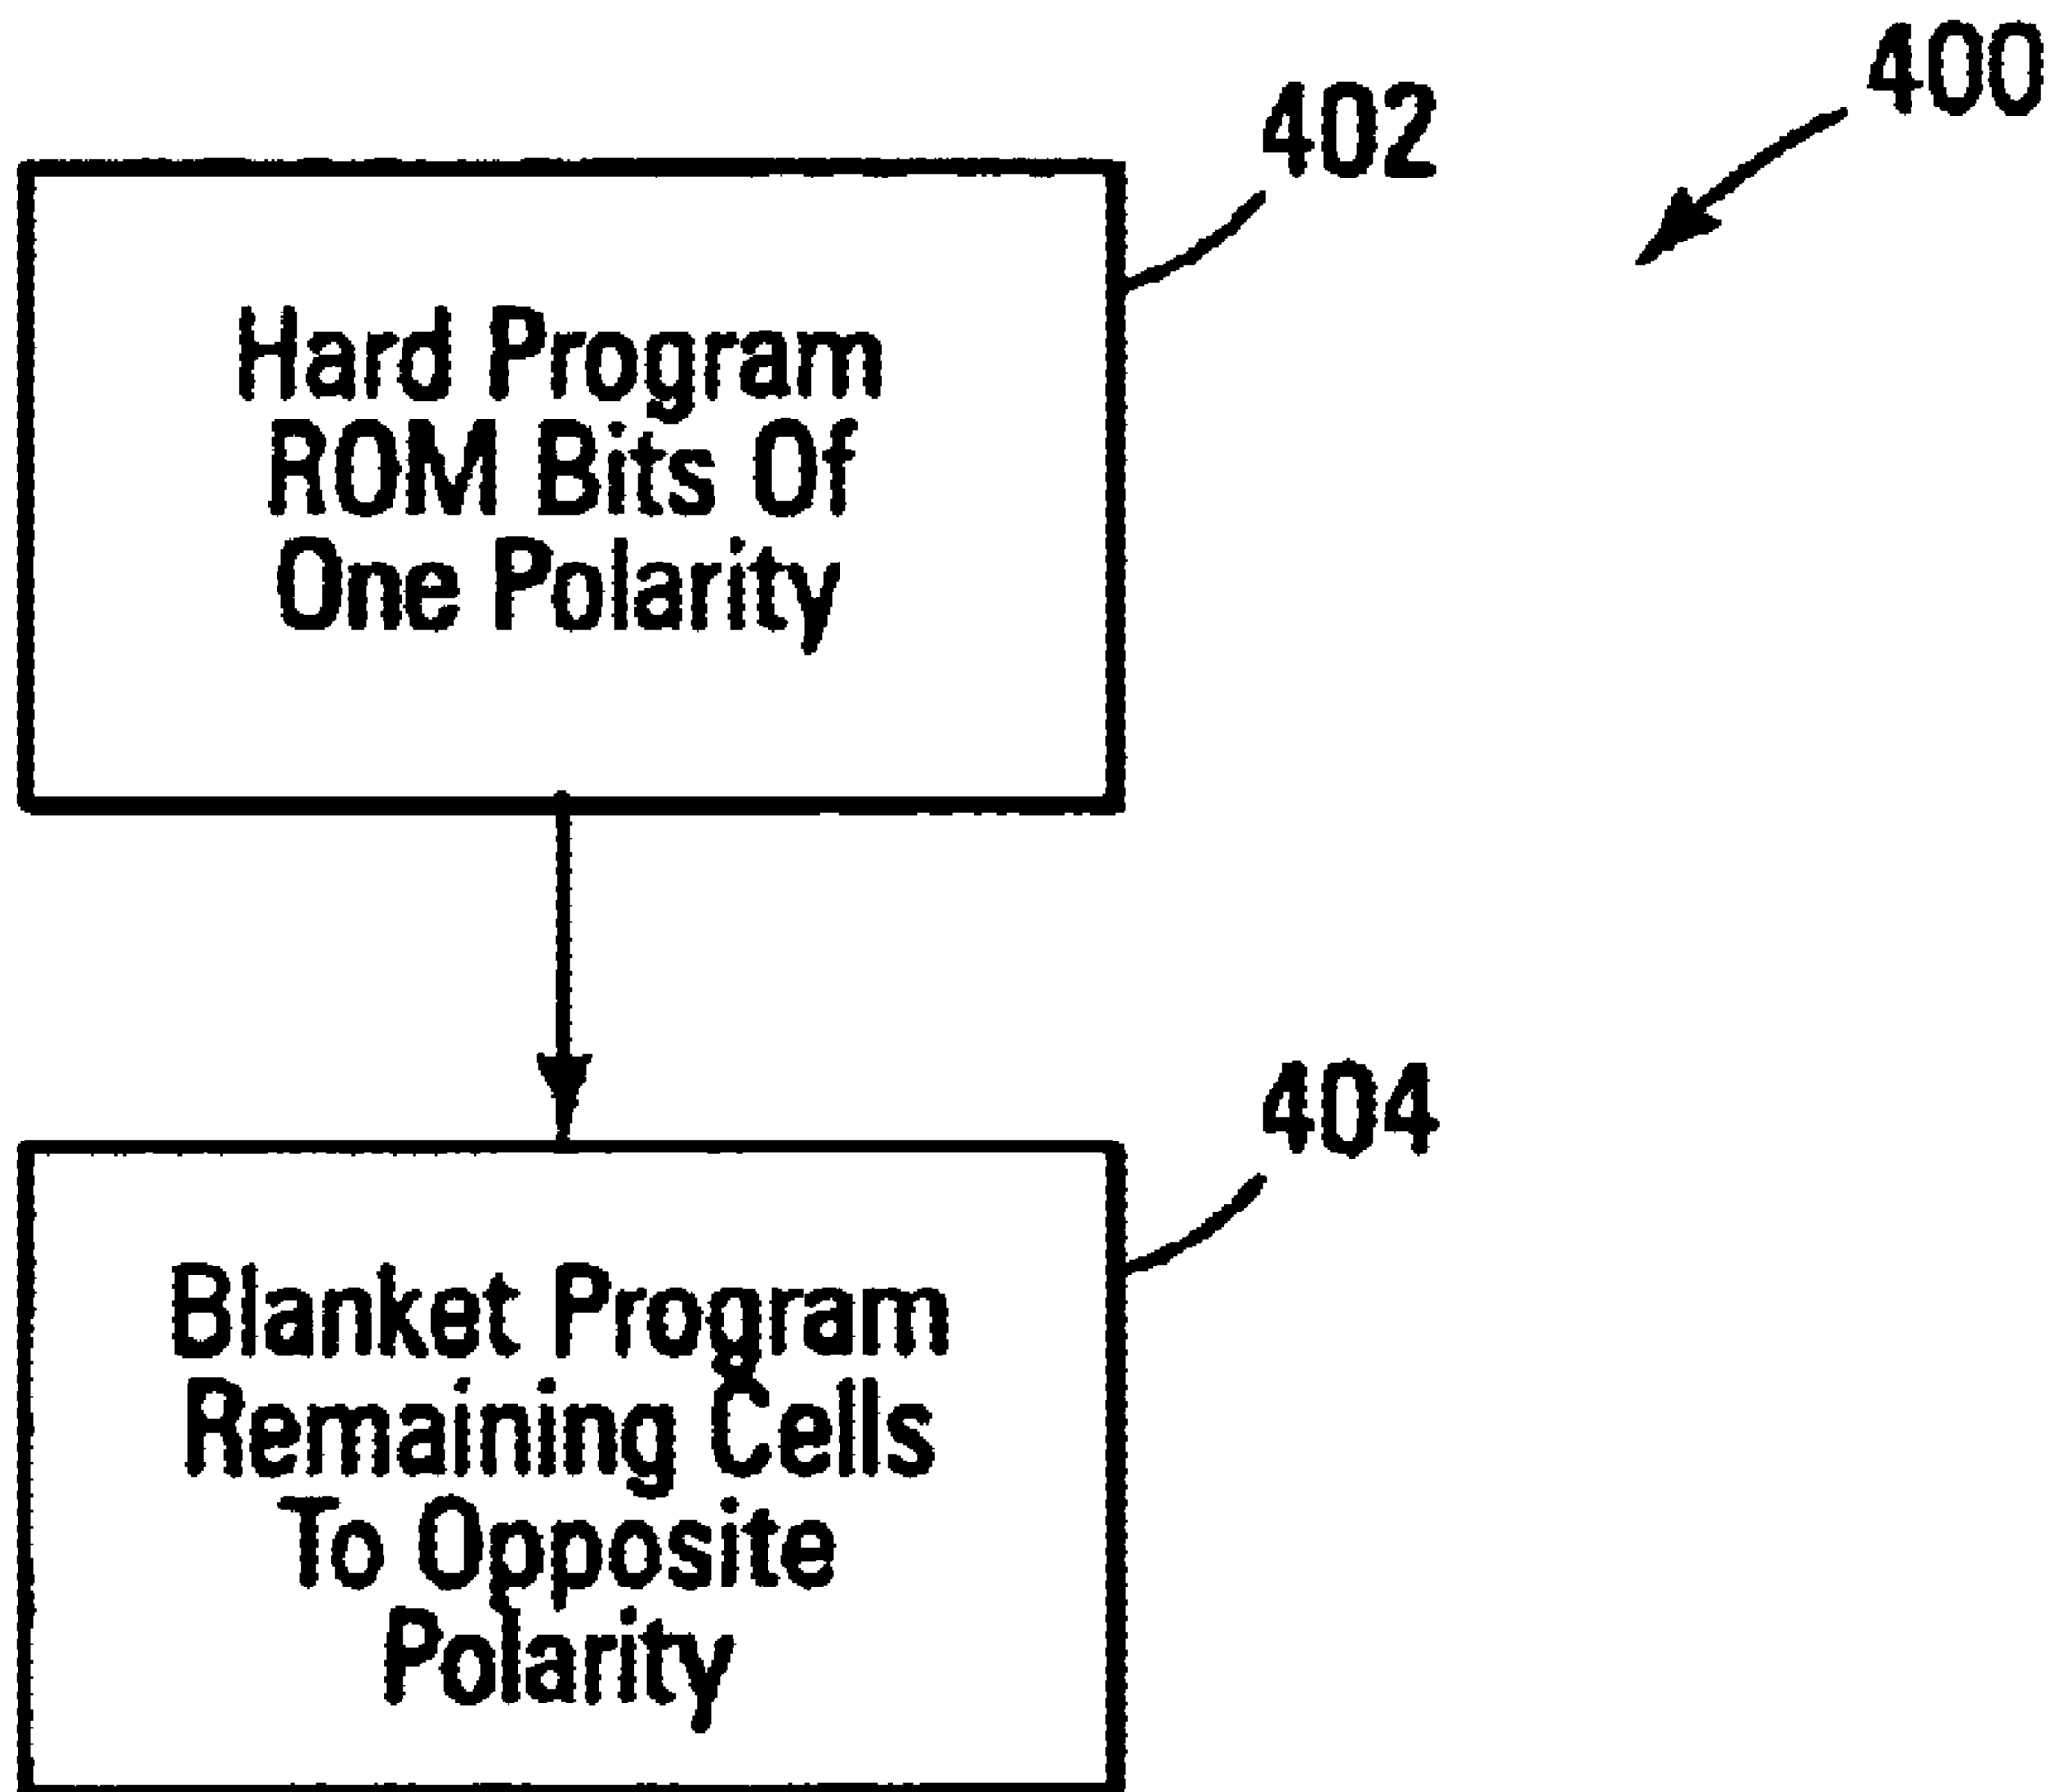 400
402
Hard Program
ROM Bits Of
One Polarity
404
Blanket Program
Remaining Cells
To Opposite
Polarity